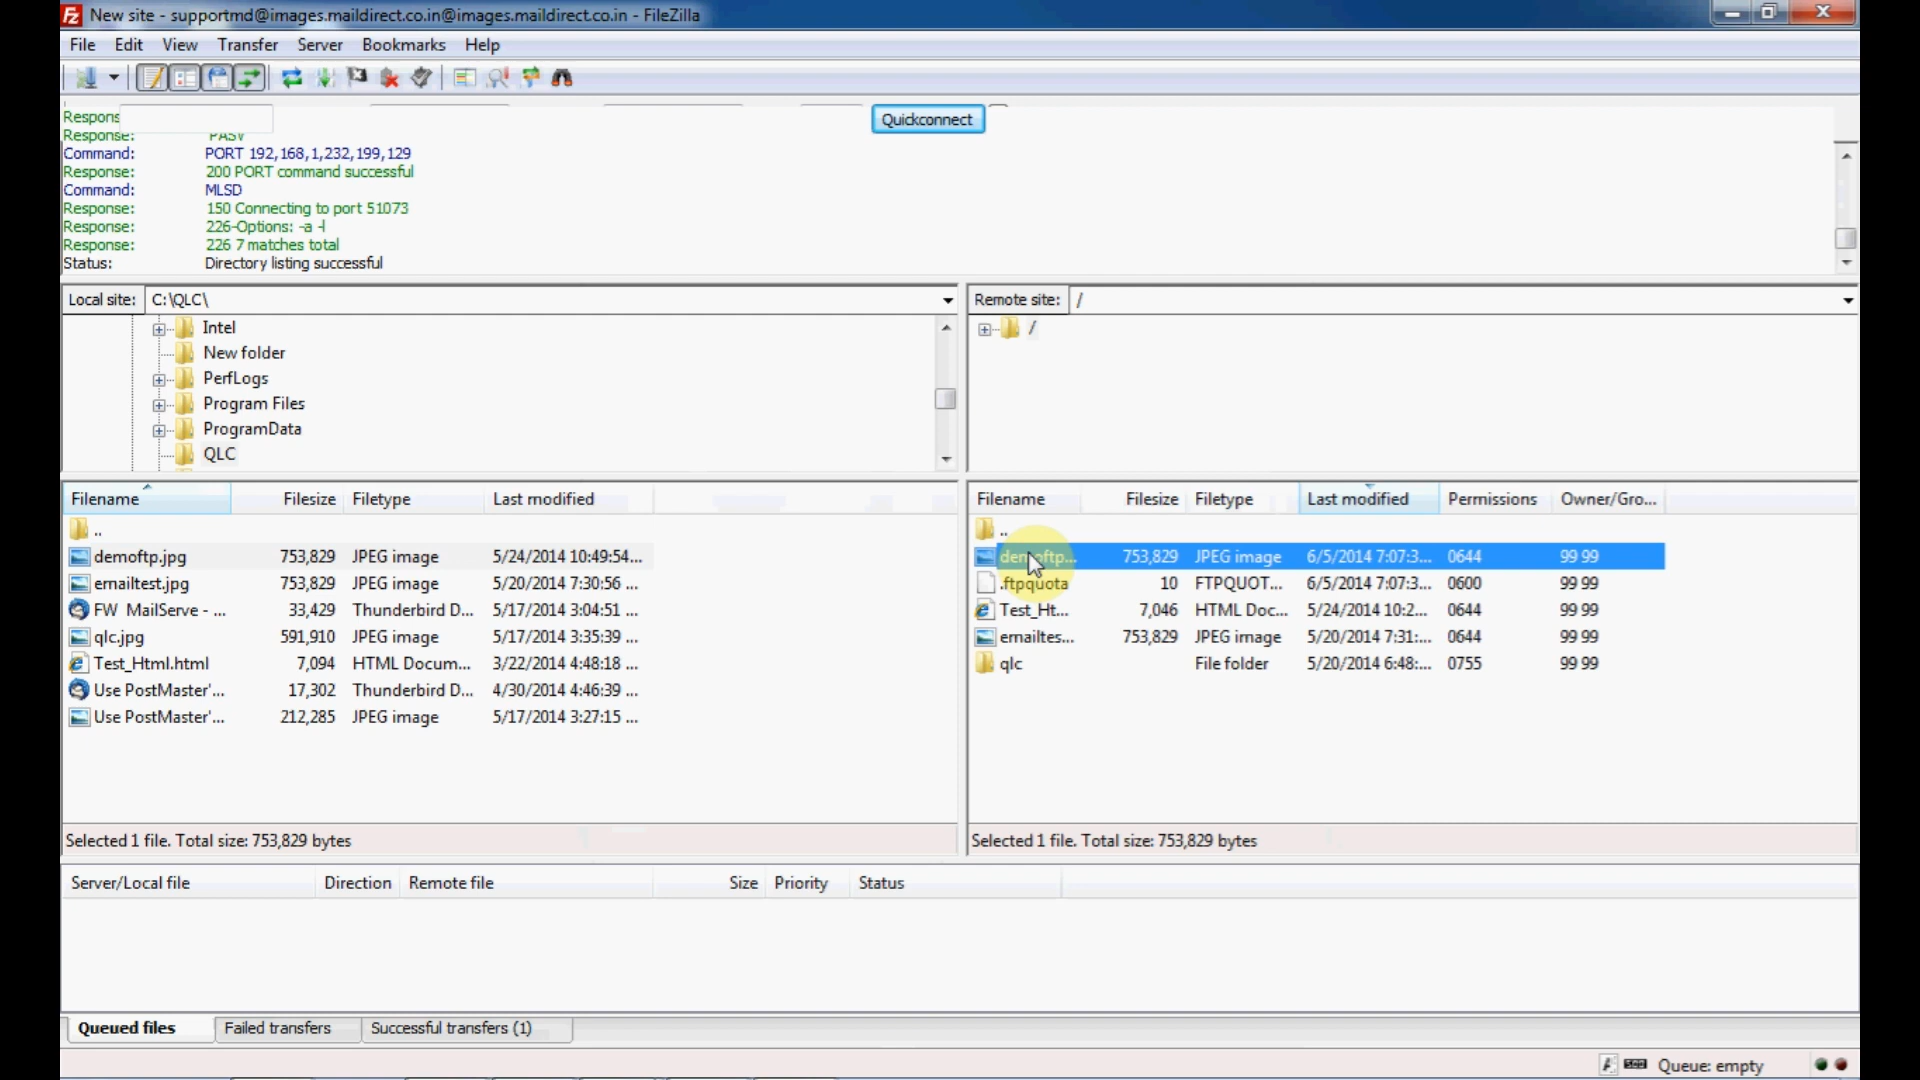 New site - supportmd@images.maildirect.co.in@images.maildirect.co.in - FileZilla
File Edit View Transfer Server Bookmarks Help
Quickconnect
Respons
Response: PASV
Command: PORT 192,168,1,232,199,129
Response: 200 PORT command successful
Command: MLSD
Response: 150 Connecting to port 51073
Response: 226-Options: -a -l
Response: 226 7 matches total
Status: Directory listing successful
Local site: C:\QLC\
Intel
New folder
PerfLogs
Program Files
ProgramData
QLC
Remote site: /
/
Filename Filesize Filetype Last modified
..
demoftp.jpg 753,829 JPEG image 5/24/2014 10:49:54...
emailtest.jpg 753,829 JPEG image 5/20/2014 7:30:56 ...
FW MailServe - ... 33,429 Thunderbird D... 5/17/2014 3:04:51 ...
qlc.jpg 591,910 JPEG image 5/17/2014 3:35:39 ...
Test_Html.html 7,094 HTML Docum... 3/22/2014 4:48:18 ...
Use PostMaster'... 17,302 Thunderbird D... 4/30/2014 4:46:39 ...
Use PostMaster'... 212,285 JPEG image 5/17/2014 3:27:15 ...
Selected 1 file. Total size: 753,829 bytes
Filename Filesize Filetype Last modified Permissions Owner/Gro...
..
demoftp... 753,829 JPEG image 6/5/2014 7:07:3... 0644 99 99
.ftpquota 10 FTPQUOT... 6/5/2014 7:07:3... 0600 99 99
Test_Ht... 7,046 HTML Doc... 5/24/2014 10:2... 0644 99 99
emailtes... 753,829 JPEG image 5/20/2014 7:31:... 0644 99 99
qlc File folder 5/20/2014 6:48:... 0755 99 99
Selected 1 file. Total size: 753,829 bytes
Server/Local file Direction Remote file Size Priority Status
Queued files Failed transfers Successful transfers (1)
Queue: empty